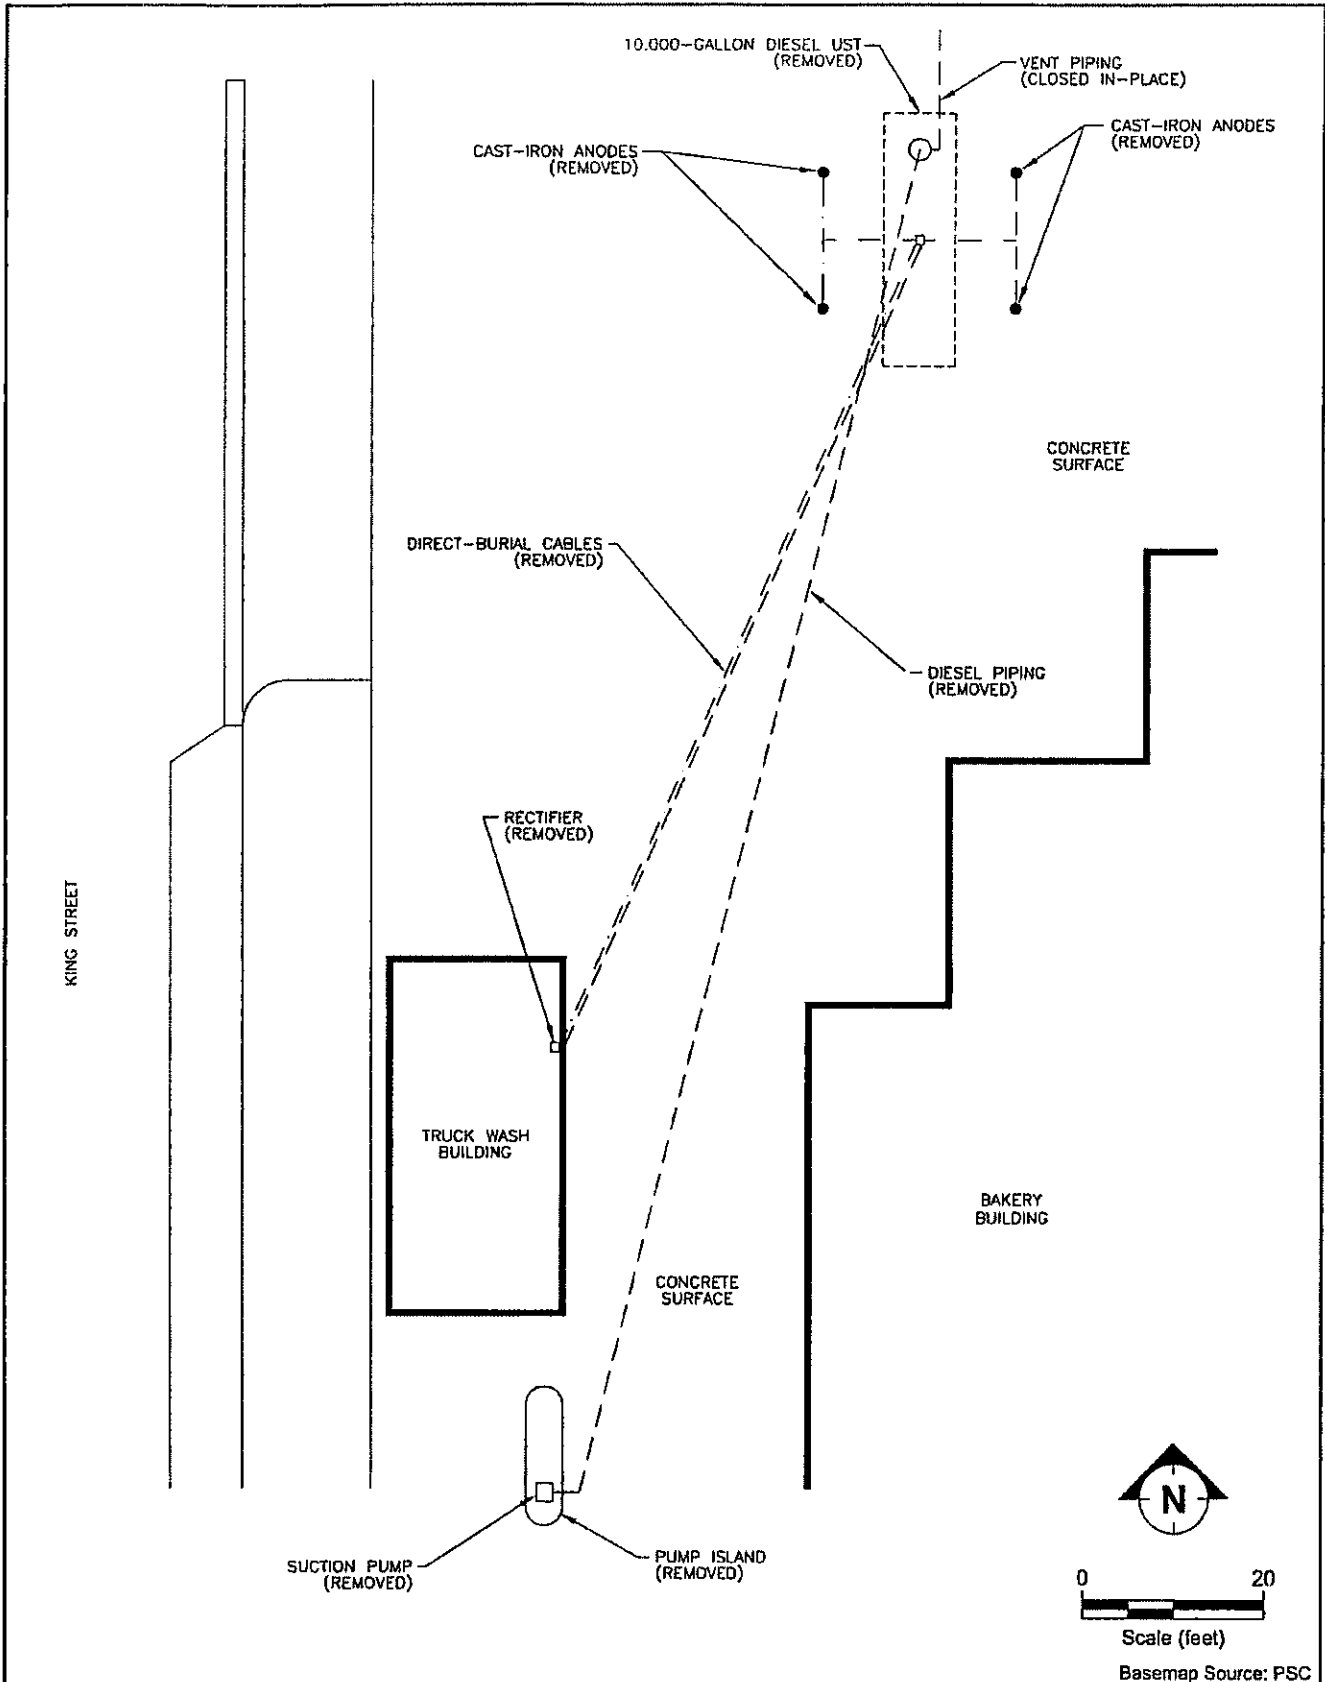 10.000-GALLON DIESEL UST
(REMOVED)
VENT PIPING
(CLOSED IN-PLACE)
CAST-IRON ANODES
(REMOVED)
CAST-IRON ANODES
(REMOVED)
CONCRETE
SURFACE
DIRECT-BURIAL CABLES
(REMOVED)
DIESEL PIPING
(REMOVED)
RECTIFIER
(REMOVED)
KING STREET
TRUCK WASH
BUILDING
BAKERY
BUILDING
CONCRETE
SURFACE
N
SUCTION PUMP
(REMOVED)
PUMP ISLAND
(REMOVED)
0 20
Scale (feet)
Basemap Source: PSC